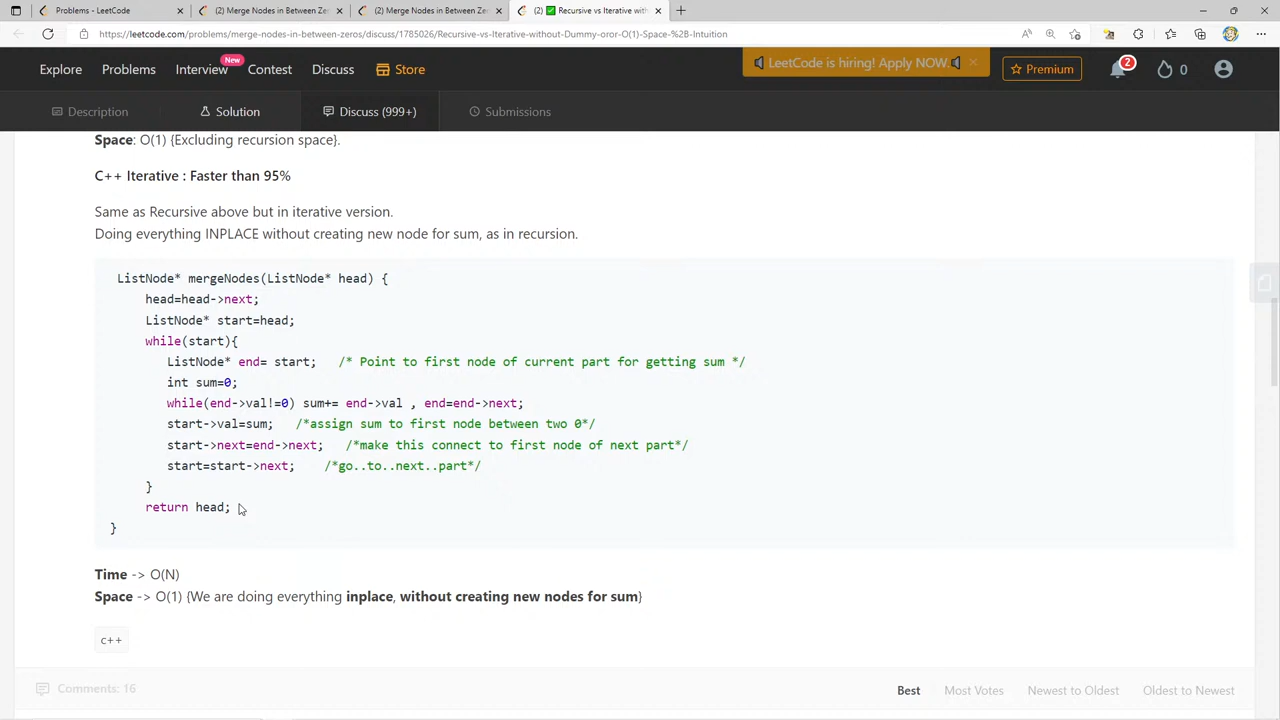 Problems - LeetCode
(2) Merge Nodes in Between Zer
(2) Merge Nodes in Between Zer
(2) ✅ Recursive vs Iterative with
https://leetcode.com/problems/merge-nodes-in-between-zeros/discuss/1785026/Recursive-vs-Iterative-without-Dummy-oror-O(1)-Space-%2B-Intuition
New
Explore Problems Interview Contest Discuss Store
LeetCode is hiring! Apply NOW.
Premium 2 0
Description Solution Discuss (999+) Submissions
Space: O(1) {Excluding recursion space}.
C++ Iterative : Faster than 95%
Same as Recursive above but in iterative version.
Doing everything INPLACE without creating new node for sum, as in recursion.
ListNode* mergeNodes(ListNode* head) {
head=head->next;
ListNode* start=head;
while(start){
ListNode* end= start; /* Point to first node of current part for getting sum */
int sum=0;
while(end->val!=0) sum+= end->val , end=end->next;
start->val=sum; /*assign sum to first node between two 0*/
start->next=end->next; /*make this connect to first node of next part*/
start=start->next; /*go..to..next..part*/
}
return head;
}
Time -> O(N)
Space -> O(1) {We are doing everything inplace, without creating new nodes for sum}
c++
Comments: 16
Best Most Votes Newest to Oldest Oldest to Newest